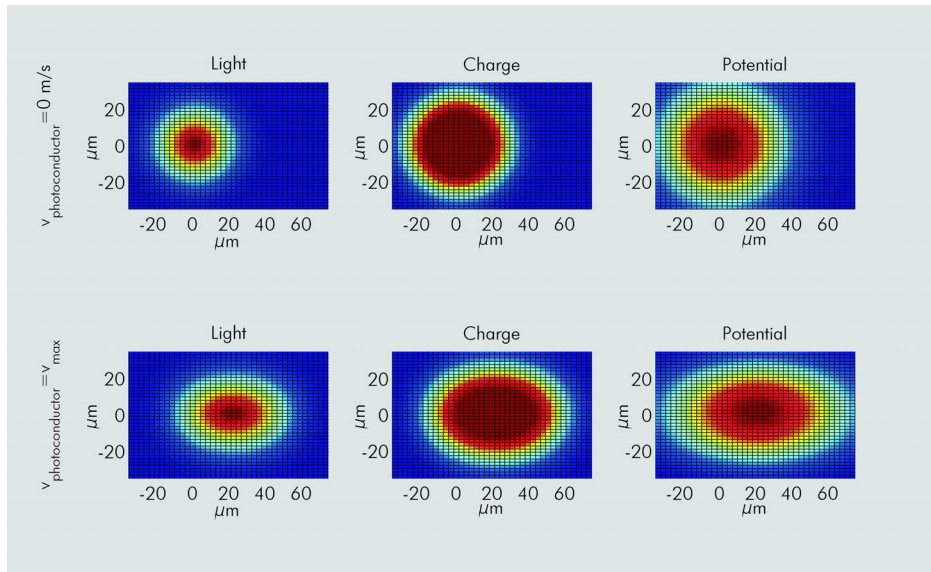 Light Charge Potential
v photoconductor = 0 m/s
μm 20 0 -20 μm 20 0 -20 μm 20 0 -20
-20 0 20 40 60 -20 0 20 40 60 -20 0 20 40 60
μm μm μm
Light Charge Potential
v photoconductor = v max
μm 20 0 -20 μm 20 0 -20 μm 20 0 -20
-20 0 20 40 60 -20 0 20 40 60 -20 0 20 40 60
μm μm μm